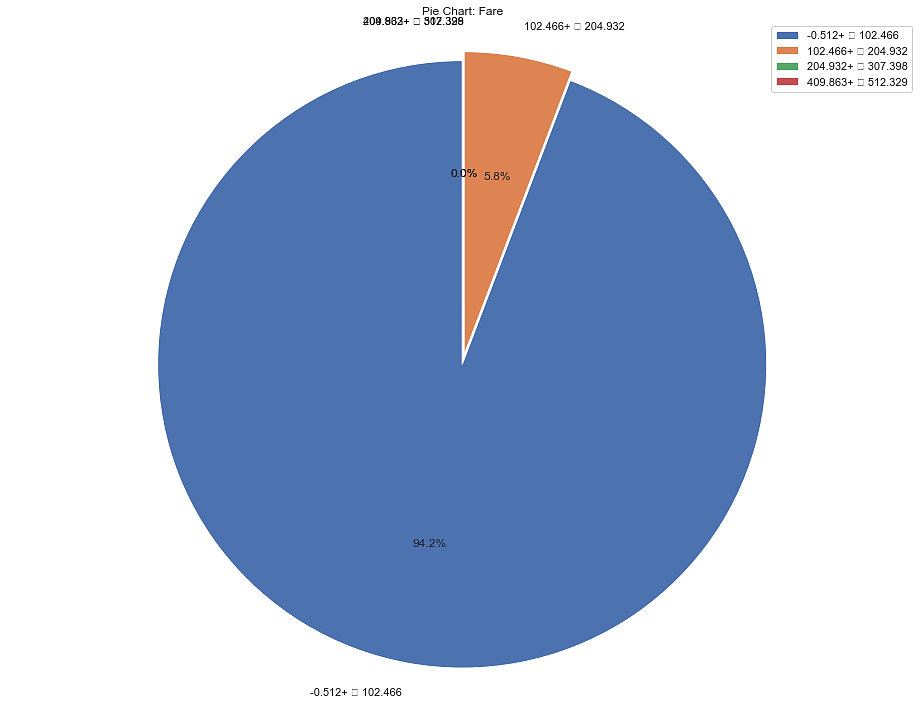 Pie Chart: Fare
102.466+ □ 204.932
-0.512+ □ 102.466
102.466+ □ 204.932
204.932+ □ 307.398
409.863+ □ 512.329
0.0%
5.8%
94.2%
-0.512+ □ 102.466